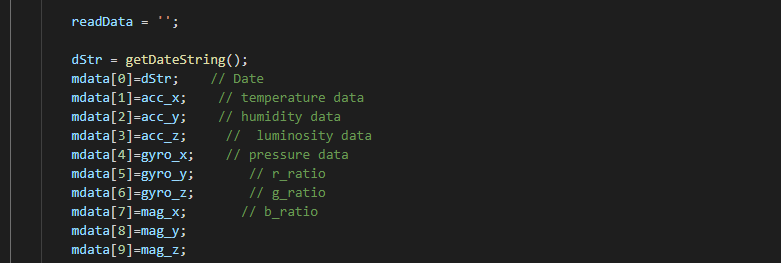 readData = '';
dStr = getDateString();
mdata[0]=dStr;    // Date
mdata[1]=acc_x;    // temperature data
mdata[2]=acc_y;    // humidity data
mdata[3]=acc_z;     //  luminosity data
mdata[4]=gyro_x;    // pressure data
mdata[5]=gyro_y;       // r_ratio
mdata[6]=gyro_z;       // g_ratio
mdata[7]=mag_x;       // b_ratio
mdata[8]=mag_y;
mdata[9]=mag_z;